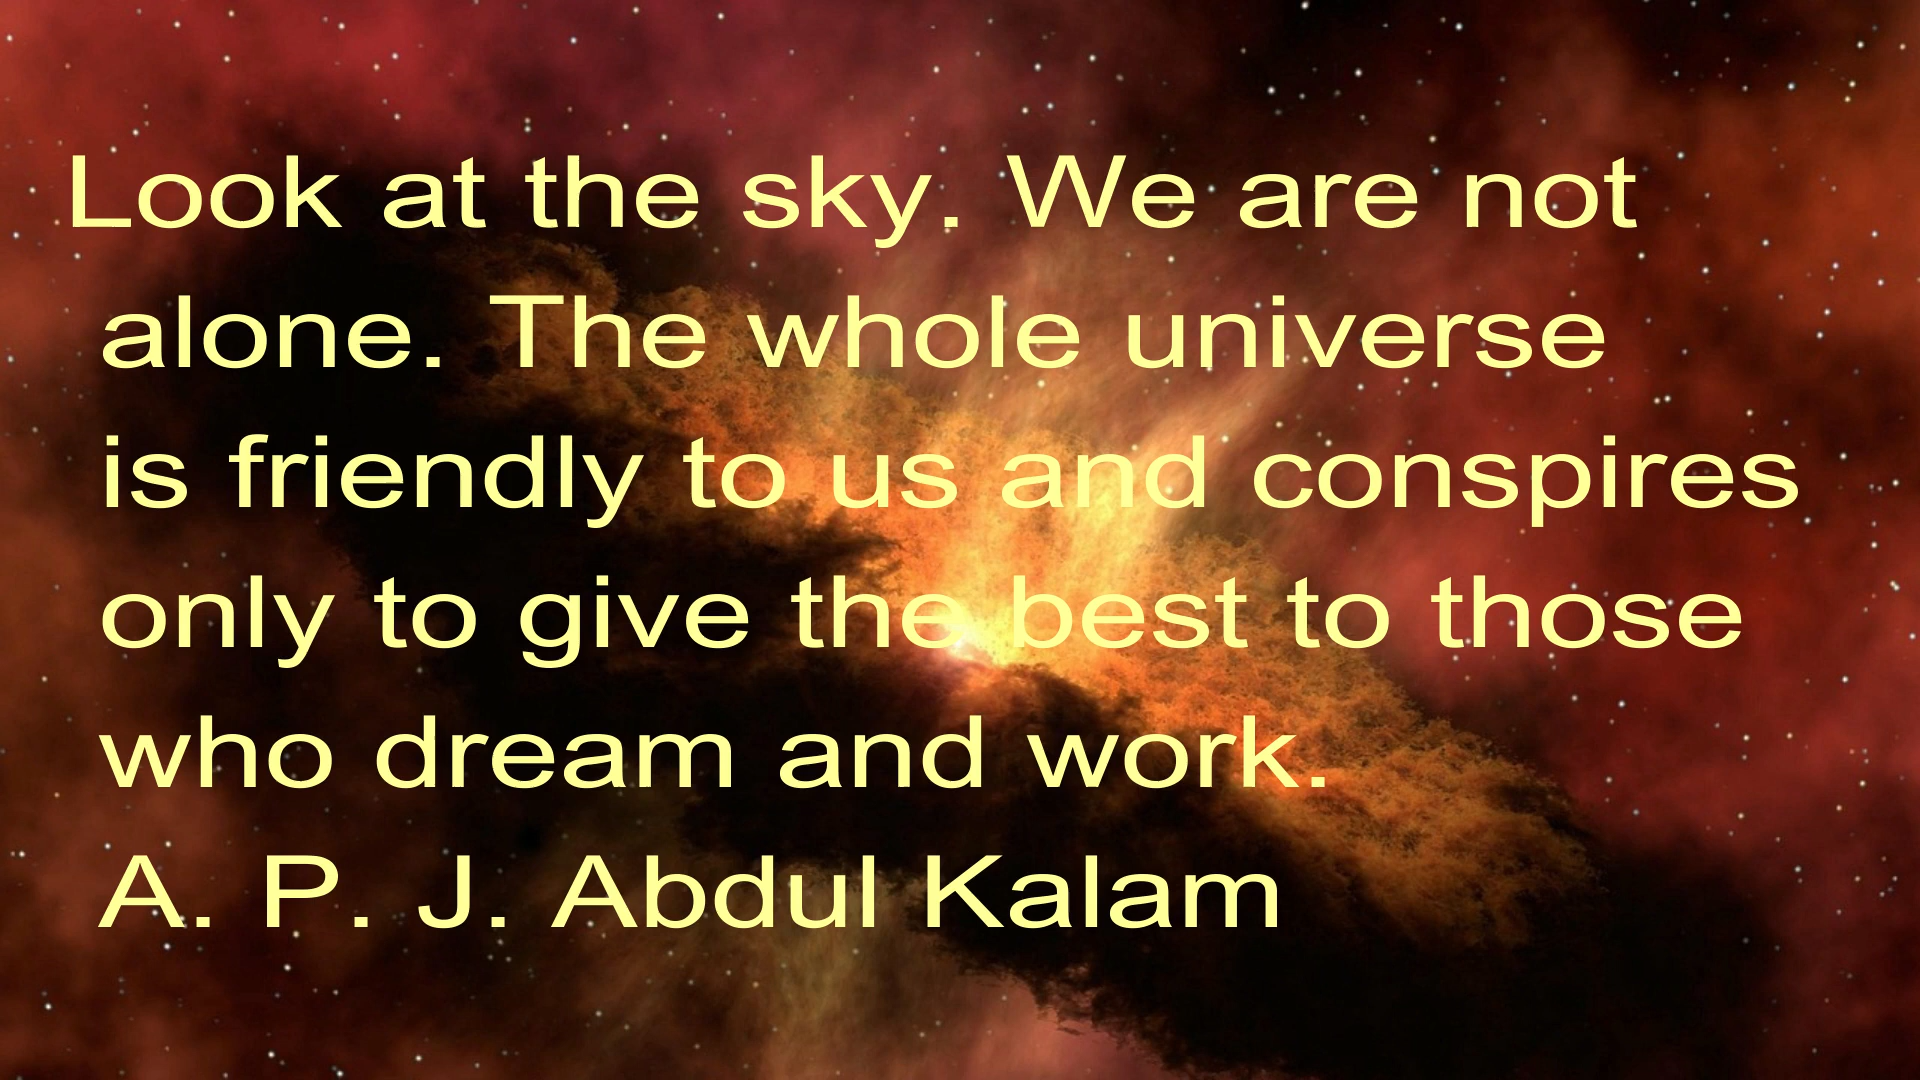 Look at the sky. We are not
alone. The whole universe
is friendly to us and conspires
only to give the best to those
who dream and work.
A. P. J. Abdul Kalam